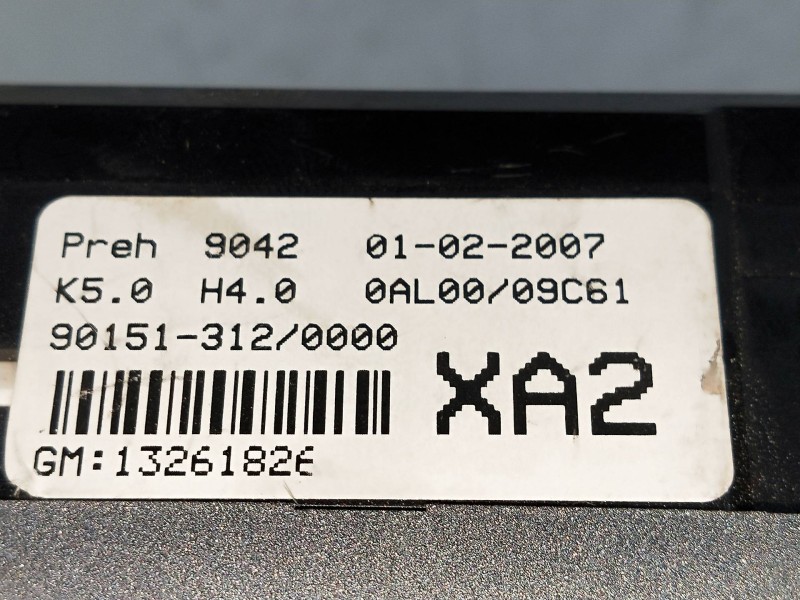 Preh 9042 01-02-2007
K5.0 H4.0 0AL00/09C61
90151-312/0000
XA2
GM:13261826